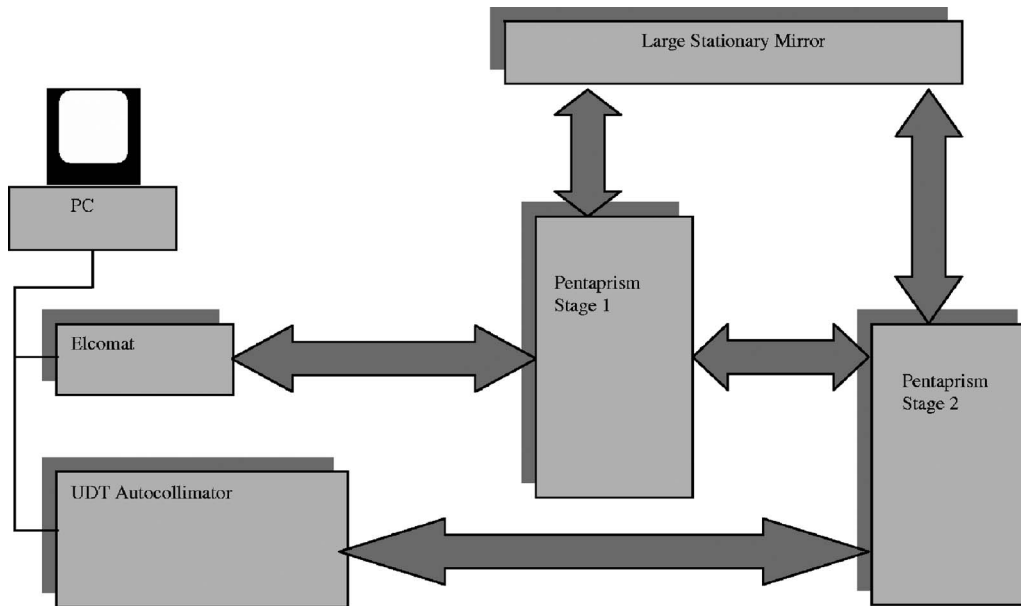 Large Stationary Mirror
PC
Pentaprism
Stage 1
Elcomat
Pentaprism
Stage 2
UDT Autocollimator